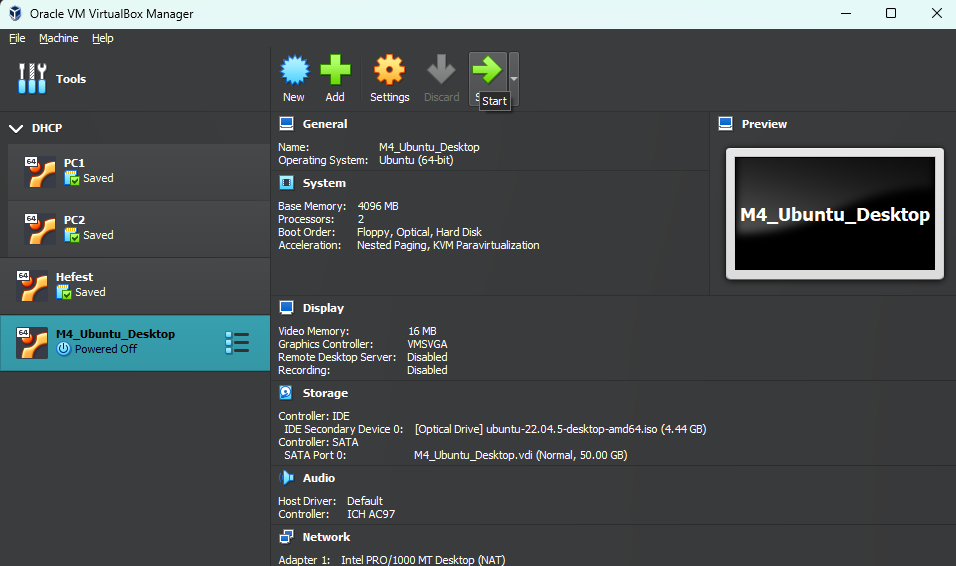 Oracle VM VirtualBox Manager
File Machine Help
Tools
New
Add
Settings
Discard
Start
DHCP
64
PC1
Saved
64
PC2
Saved
64
Hefest
Saved
64
M4_Ubuntu_Desktop
Powered Off
General
Name: M4_Ubuntu_Desktop
Operating System: Ubuntu (64-bit)
System
Base Memory: 4096 MB
Processors: 2
Boot Order: Floppy, Optical, Hard Disk
Acceleration: Nested Paging, KVM Paravirtualization
Preview
M4_Ubuntu_Desktop
Display
Video Memory: 16 MB
Graphics Controller: VMSVGA
Remote Desktop Server: Disabled
Recording: Disabled
Storage
Controller: IDE
IDE Secondary Device 0: [Optical Drive] ubuntu-22.04.5-desktop-amd64.iso (4.44 GB)
Controller: SATA
SATA Port 0: M4_Ubuntu_Desktop.vdi (Normal, 50.00 GB)
Audio
Host Driver: Default
Controller: ICH AC97
Network
Adapter 1: Intel PRO/1000 MT Desktop (NAT)